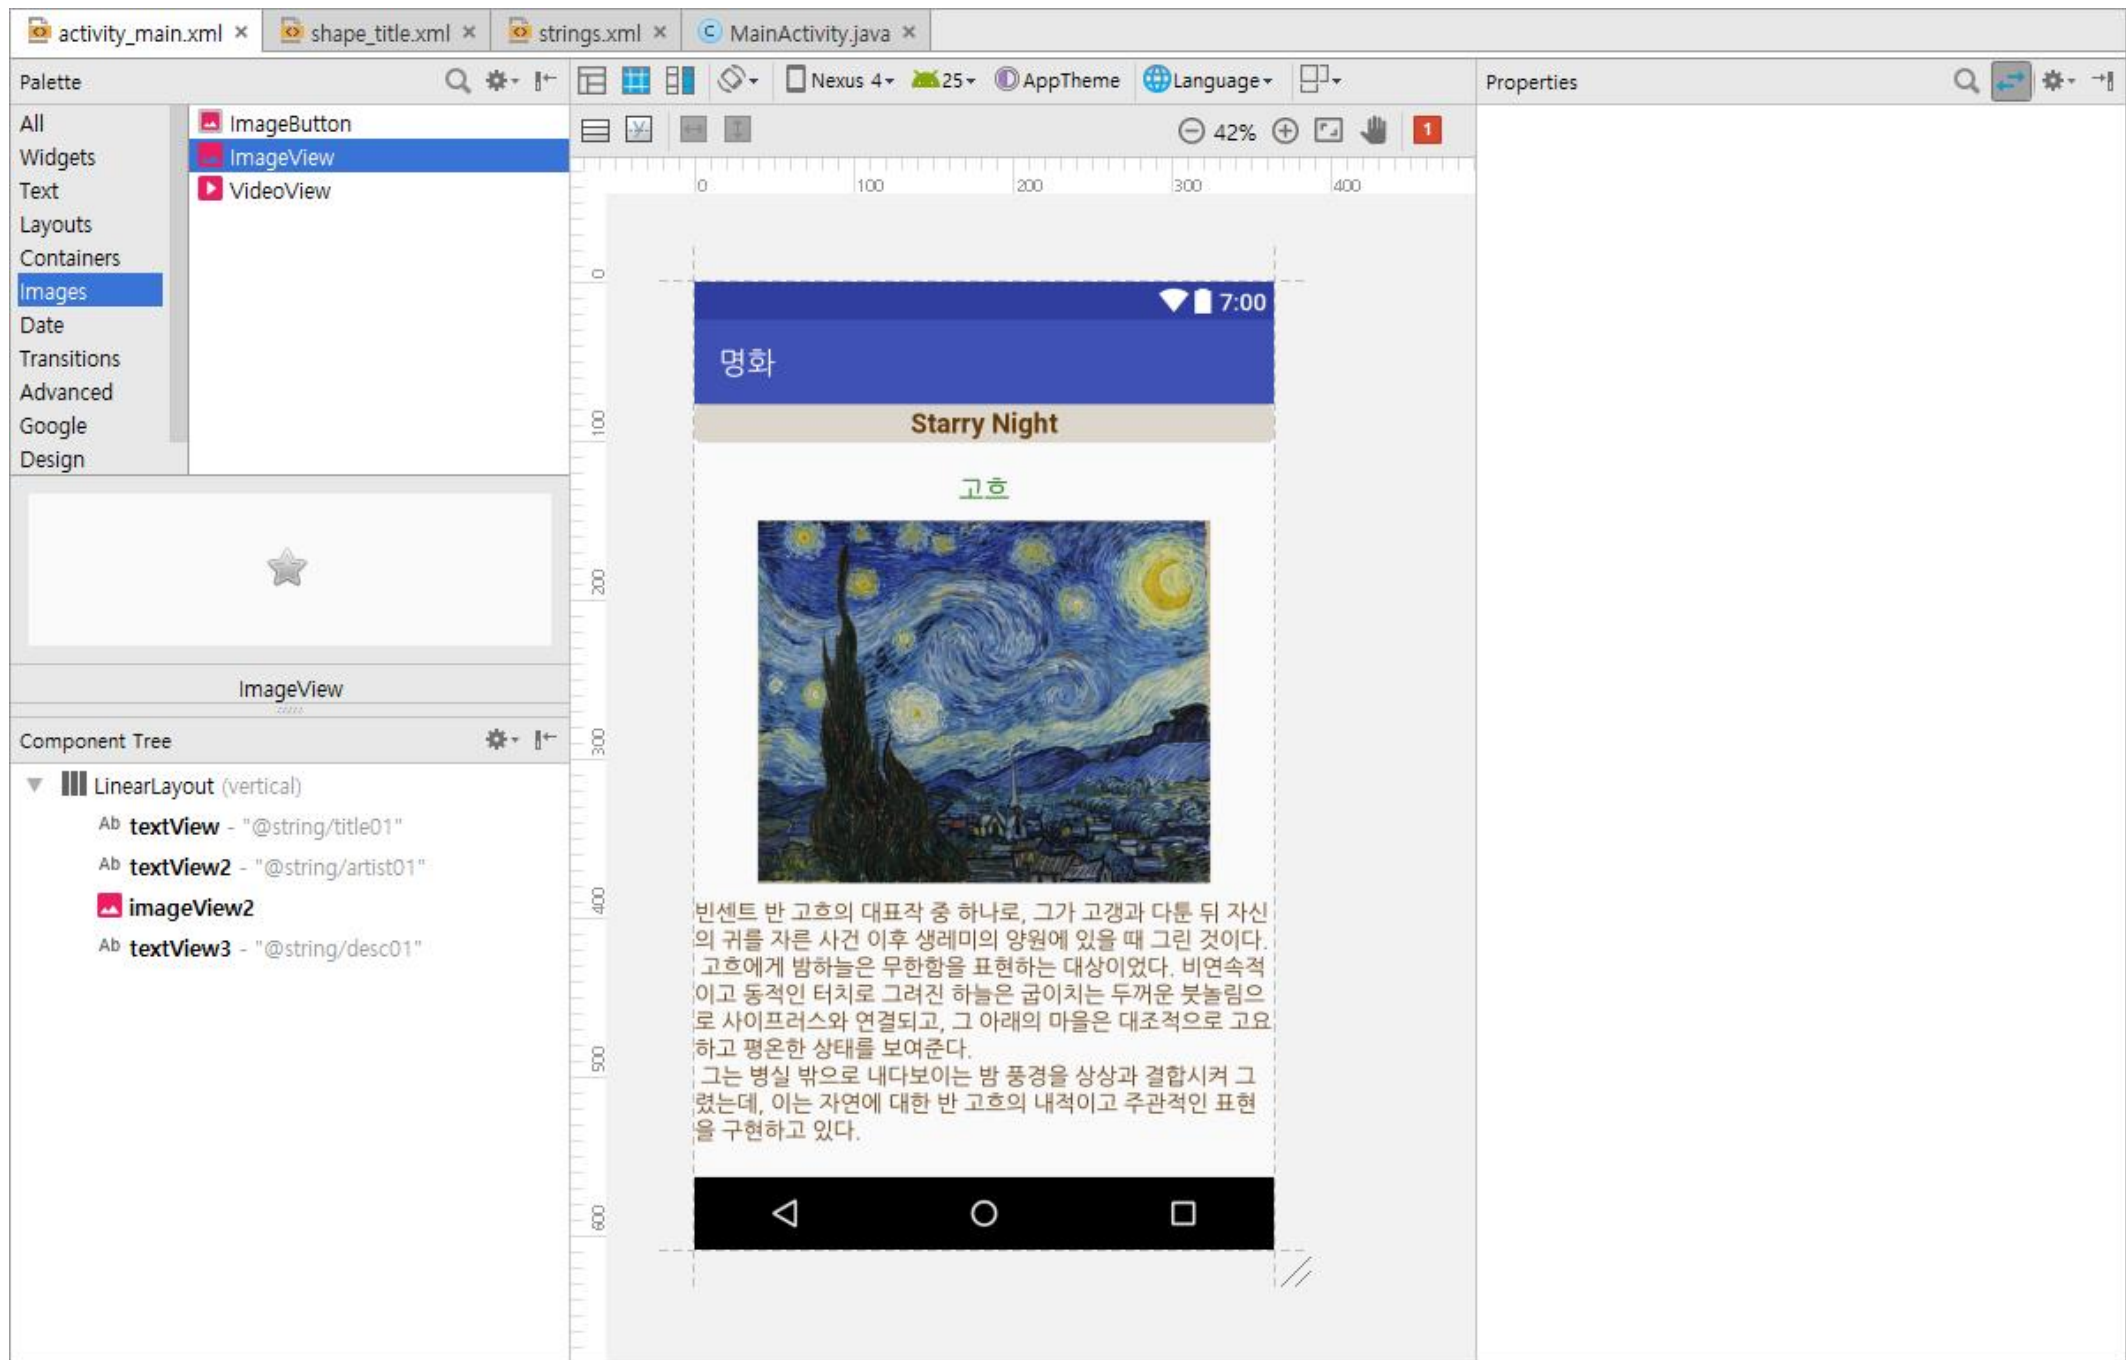 activity_main.xml
shape_title.xml
strings.xml
MainActivity.java
Palette
Nexus 4
25
AppTheme
Language
Properties
All
Widgets
Text
Layouts
Containers
Images
Date
Transitions
Advanced
Google
Design
ImageButton
ImageView
VideoView
42%
1
0
100
200
300
400
0
100
200
300
400
500
600
ImageView
Component Tree
LinearLayout (vertical)
Ab textView - "@string/title01"
Ab textView2 - "@string/artist01"
imageView2
Ab textView3 - "@string/desc01"
7:00
명화
Starry Night
고흐
빈센트 반 고흐의 대표작 중 하나로, 그가 고갱과 다툰 뒤 자신
의 귀를 자른 사건 이후 생레미의 양원에 있을 때 그린 것이다.
고흐에게 밤하늘은 무한함을 표현하는 대상이었다. 비연속적
이고 동적인 터치로 그려진 하늘은 굽이치는 두꺼운 붓놀림으
로 사이프러스와 연결되고, 그 아래의 마을은 대조적으로 고요
하고 평온한 상태를 보여준다.
그는 병실 밖으로 내다보이는 밤 풍경을 상상과 결합시켜 그
렸는데, 이는 자연에 대한 반 고흐의 내적이고 주관적인 표현
을 구현하고 있다.